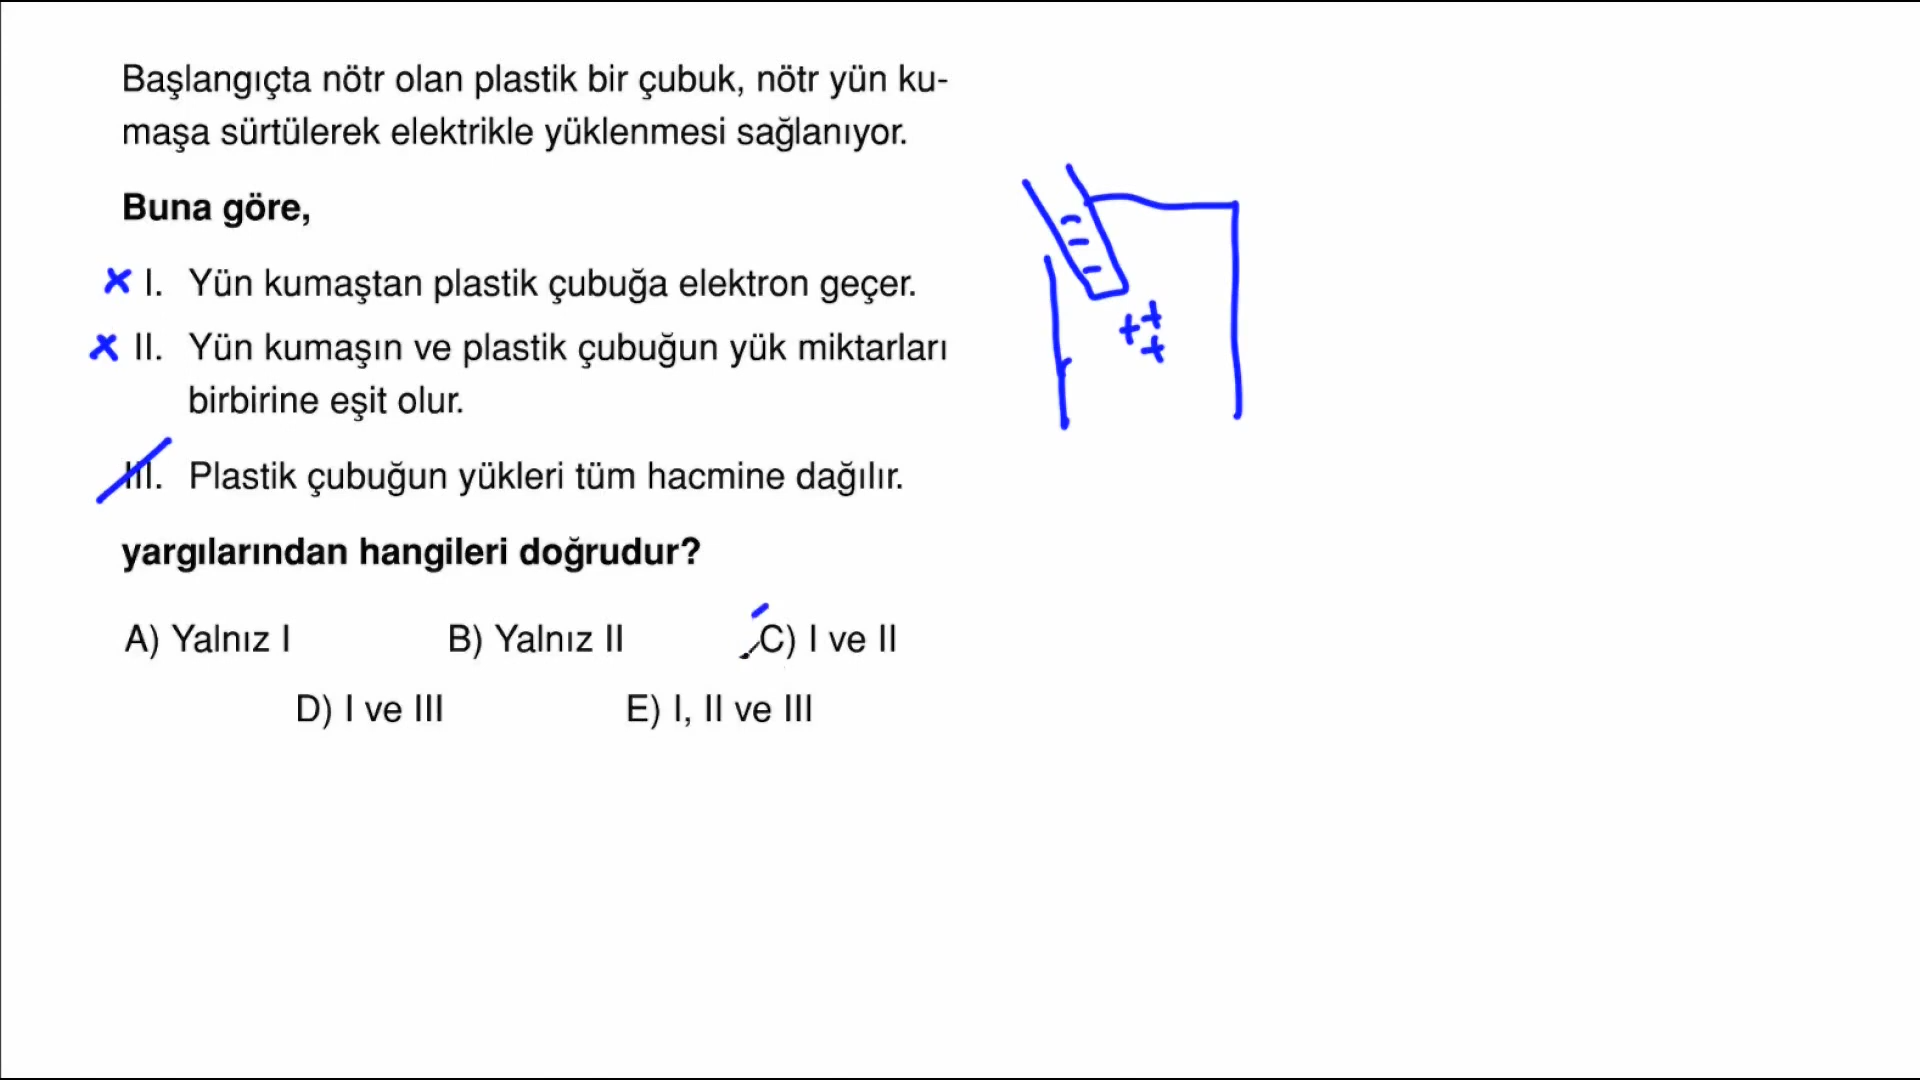 Başlangıçta nötr olan plastik bir çubuk, nötr yün ku-
maşa sürtülerek elektrikle yüklenmesi sağlanıyor.
Buna göre,
x I. Yün kumaştan plastik çubuğa elektron geçer.
x II. Yün kumaşın ve plastik çubuğun yük miktarları
birbirine eşit olur.
III. Plastik çubuğun yükleri tüm hacmine dağılır.
yargılarından hangileri doğrudur?
A) Yalnız I B) Yalnız II C) I ve II
D) I ve III E) I, II ve III
- - -
+ + +